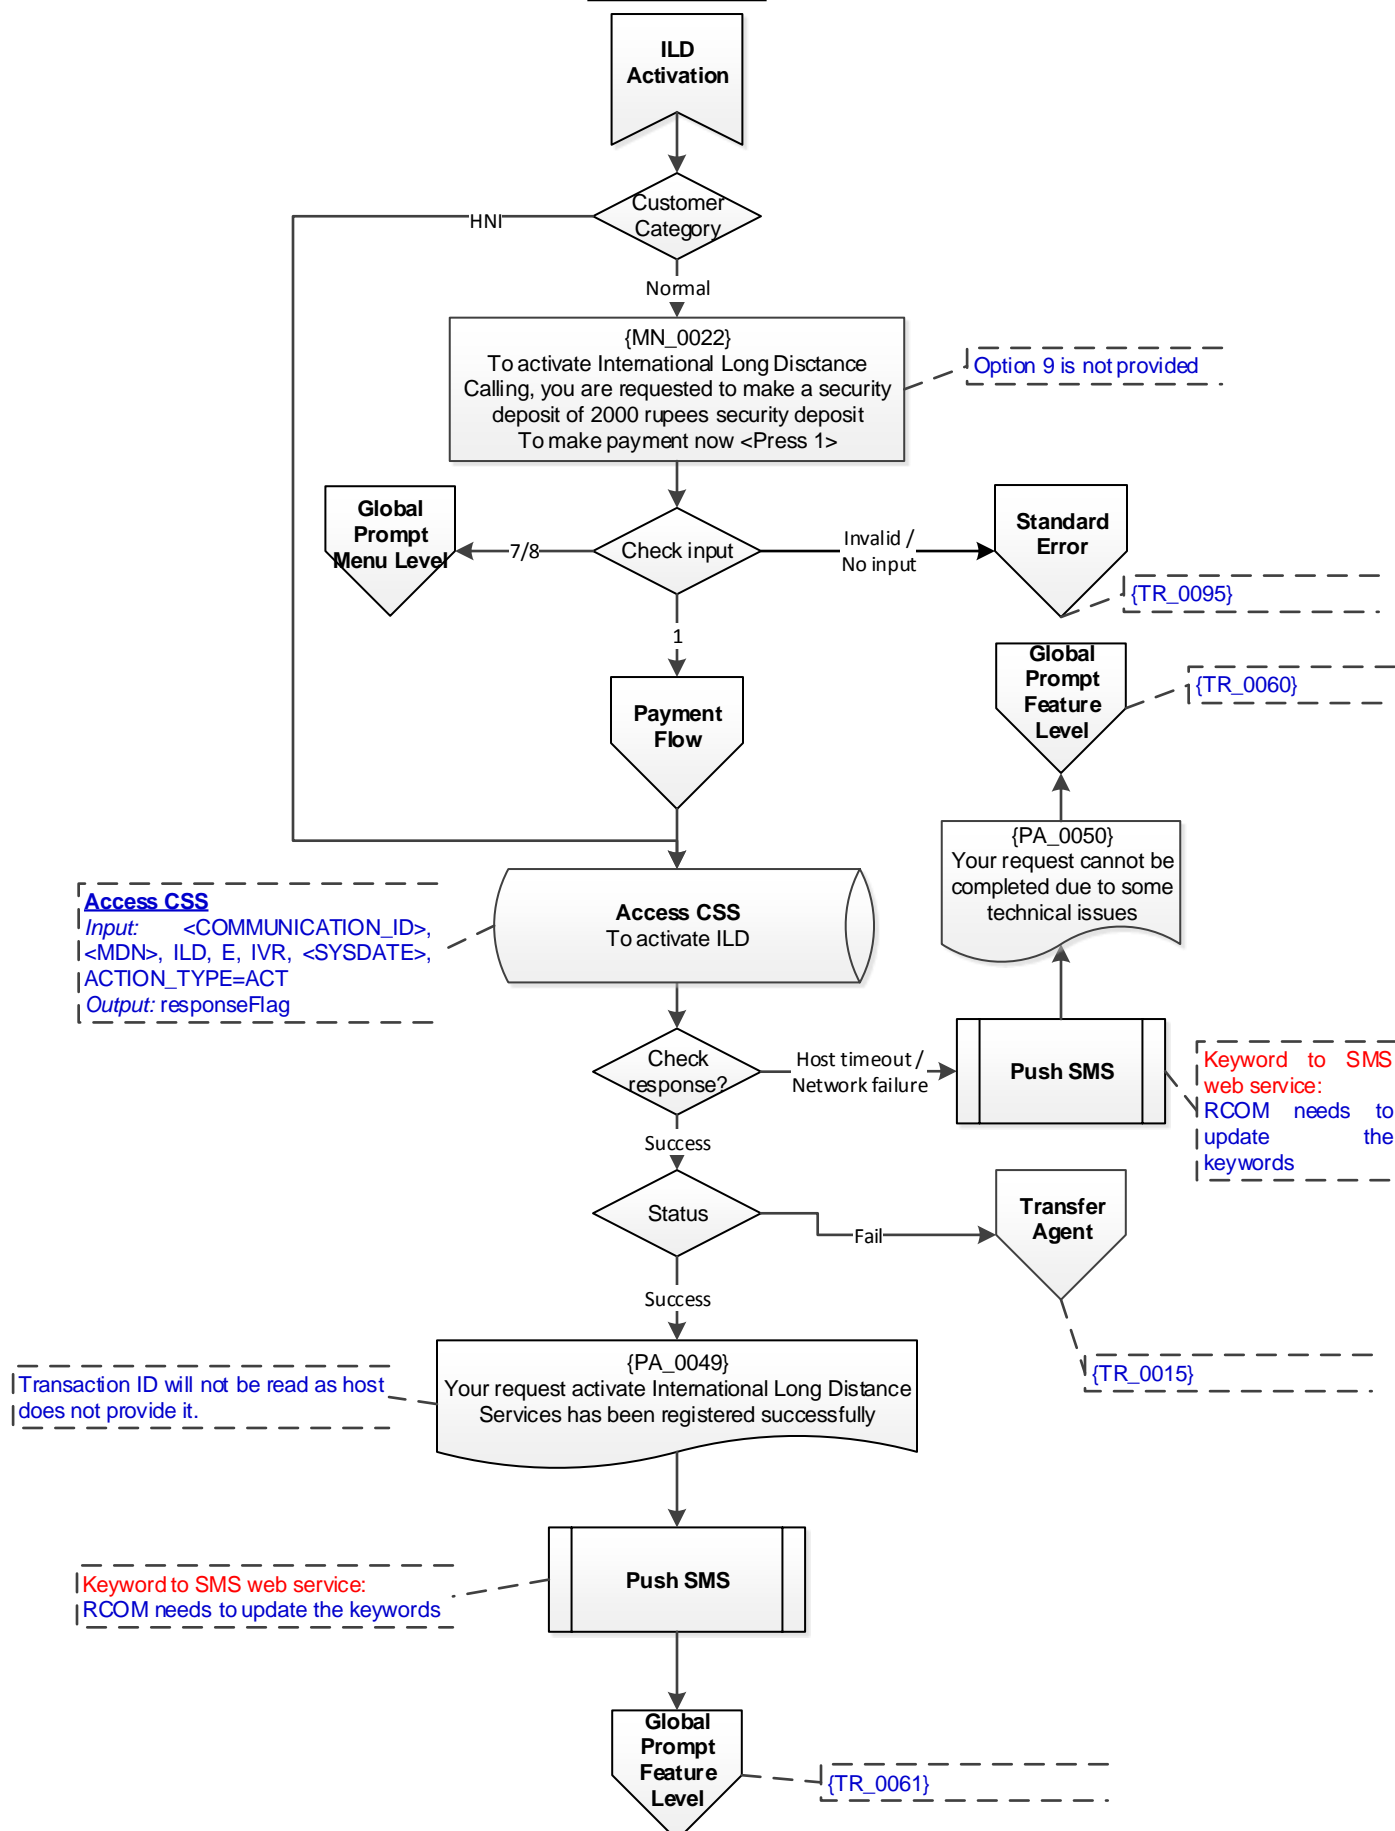 ILD
Activation
Customer
Category
HNI
Normal
{MN_0022}
To activate International Long Disctance
Calling, you are requested to make a security
deposit of 2000 rupees security deposit
To make payment now <Press 1>
Option 9 is not provided
Global
Prompt
Menu Level
7/8
Check input
Invalid /
No input
Standard
Error
{TR_0095}
1
Global
Prompt
Feature
Level
{TR_0060}
Payment
Flow
{PA_0050}
Your request cannot be
completed due to some
technical issues
Access CSS
Input: <COMMUNICATION_ID>,
<MDN>, ILD, E, IVR, <SYSDATE>,
ACTION_TYPE=ACT
Output: responseFlag
Access CSS
To activate ILD
Check
response?
Host timeout /
Network failure
Push SMS
Keyword to SMS
web service:
RCOM needs to
update the
keywords
Success
Status
Fail
Transfer
Agent
{TR_0015}
Success
{PA_0049}
Your request activate International Long Distance
Services has been registered successfully
Transaction ID will not be read as host
does not provide it.
Push SMS
Keyword to SMS web service:
RCOM needs to update the keywords
Global
Prompt
Feature
Level
{TR_0061}